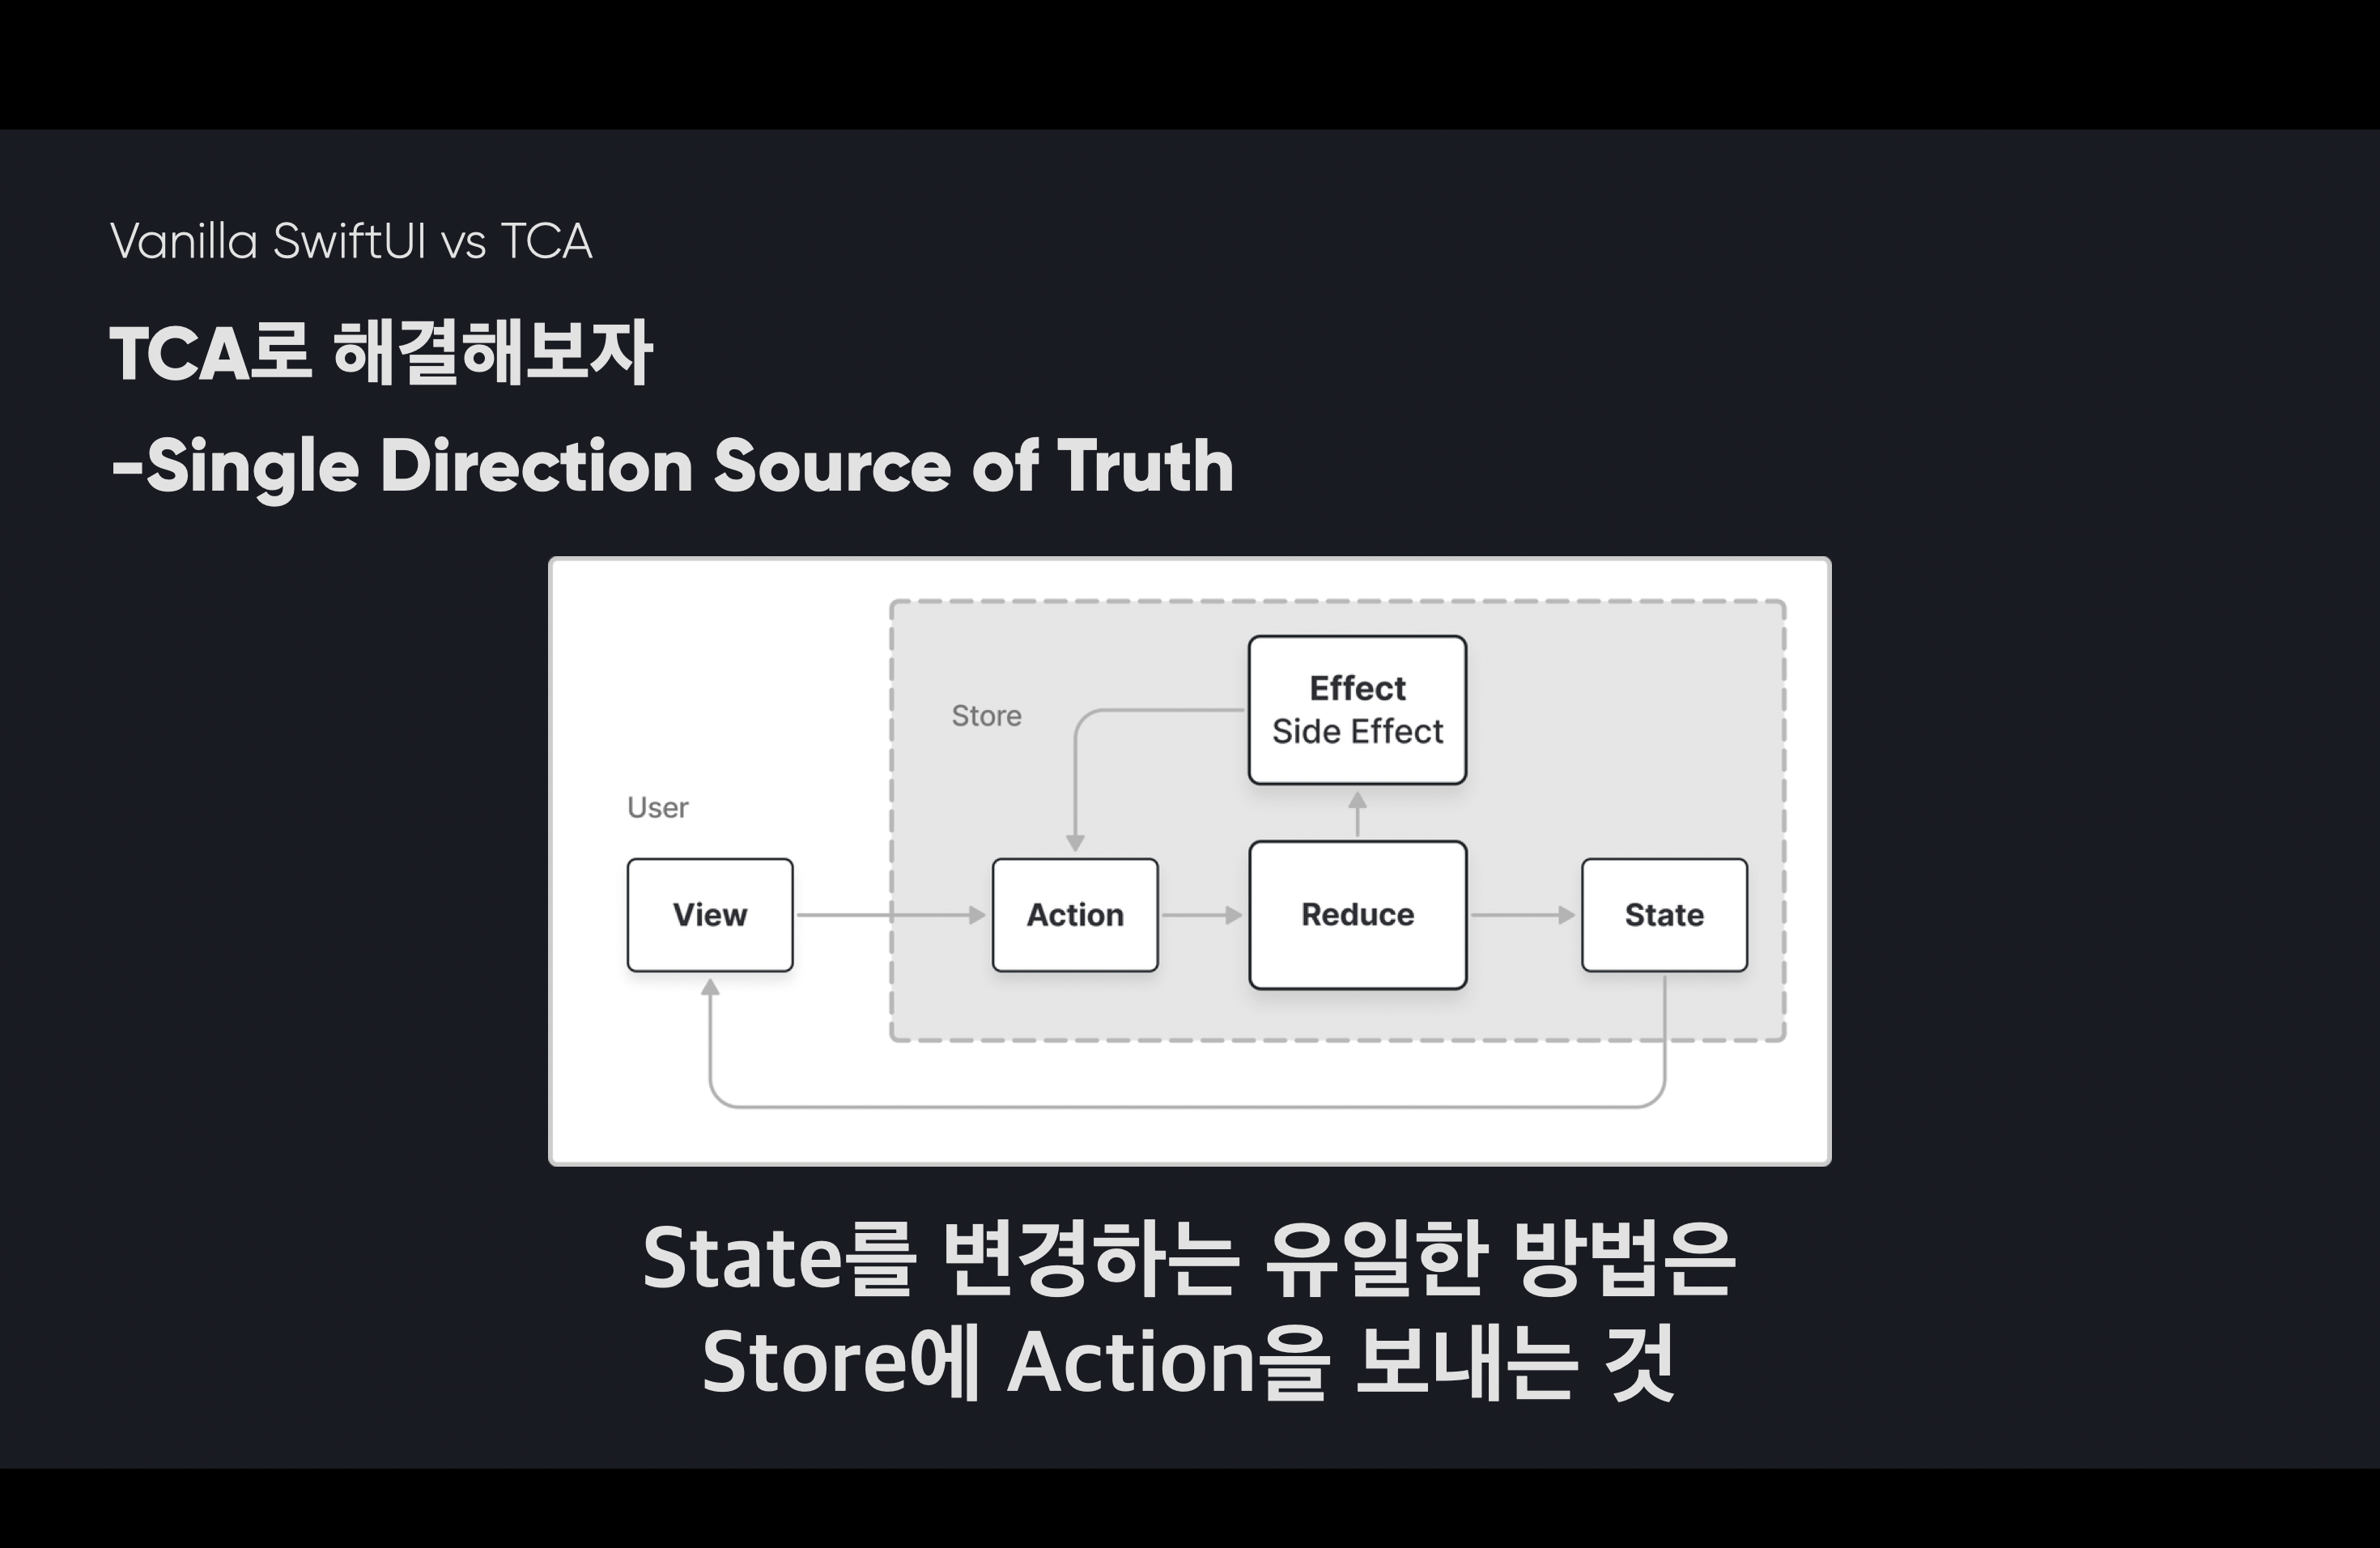 Vanilla SwiftUI vs TCA
TCA로 해결해보자
-Single Direction Source of Truth
Effect
Side Effect
Store
User
View
Action
Reduce
State
State를 변경하는 유일한 방법은
Store에 Action을 보내는 것